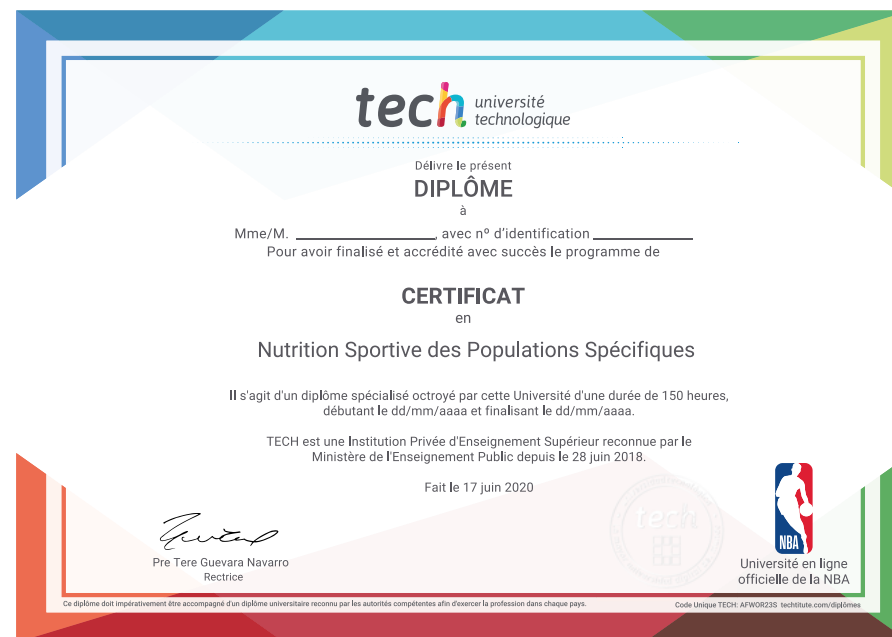 tech université
technologique
Délivre le présent
DIPLÔME
à
Mme/M. ______________, avec nº d'identification __________
Pour avoir finalisé et accrédité avec succès le programme de
CERTIFICAT
en
Nutrition Sportive des Populations Spécifiques
Il s'agit d'un diplôme spécialisé octroyé par cette Université d'une durée de 150 heures,
débutant le dd/mm/aaaa et finalisant le dd/mm/aaaa.
TECH est une Institution Privée d'Enseignement Supérieur reconnue par le
Ministère de l'Enseignement Public depuis le 28 juin 2018.
Fait le 17 juin 2020
tech
NBA
Pre Tere Guevara Navarro
Rectrice
Université en ligne
officielle de la NBA
Ce diplôme doit impérativement être accompagné d'un diplôme universitaire reconnu par les autorités compétentes afin d'exercer la profession dans chaque pays.
Code Unique TECH: AFWOR23S techtitute.com/diplômes